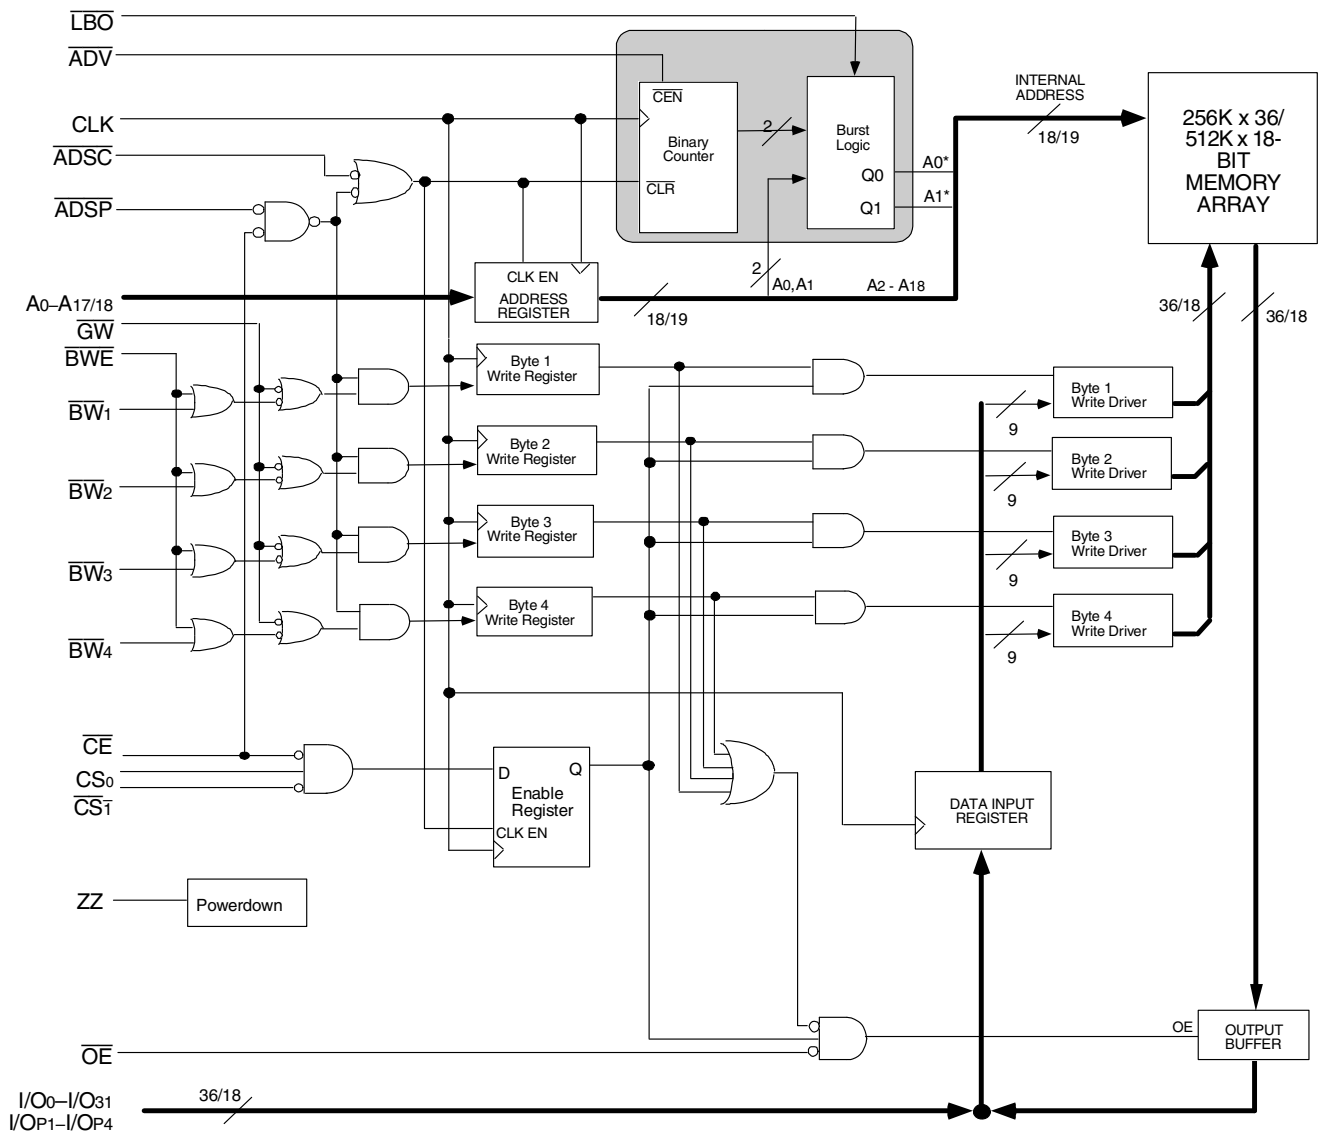 LBO
ADV
CLK
ADSC
ADSP
CEN
Binary
Counter
CLR
2
Burst
Logic
Q0
Q1
A0*
A1*
INTERNAL
ADDRESS
18/19
256K x 36/
512K x 18-
BIT
MEMORY
ARRAY
2
A0,A1
A2 - A18
A0–A17/18
CLK EN
ADDRESS
REGISTER
18/19
36/18
36/18
GW
BWE
BW1
BW2
BW3
BW4
Byte 1
Write Register
Byte 2
Write Register
Byte 3
Write Register
Byte 4
Write Register
9
Byte 1
Write Driver
9
Byte 2
Write Driver
9
Byte 3
Write Driver
9
Byte 4
Write Driver
CE
CS0
CS1
D
Q
Enable
Register
CLK EN
DATA INPUT
REGISTER
ZZ
Powerdown
OE
OE
OUTPUT
BUFFER
I/O0–I/O31
I/OP1–I/OP4
36/18